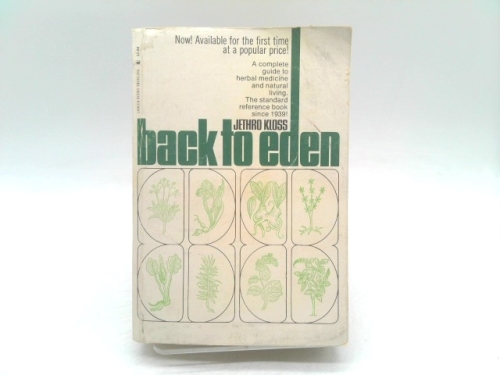 Now! Available for the first time
at a popular price!
A complete
guide to
herbal medicine
and natural
living.
The standard
reference book
since 1939!
JETHRO KLOSS
back to eden